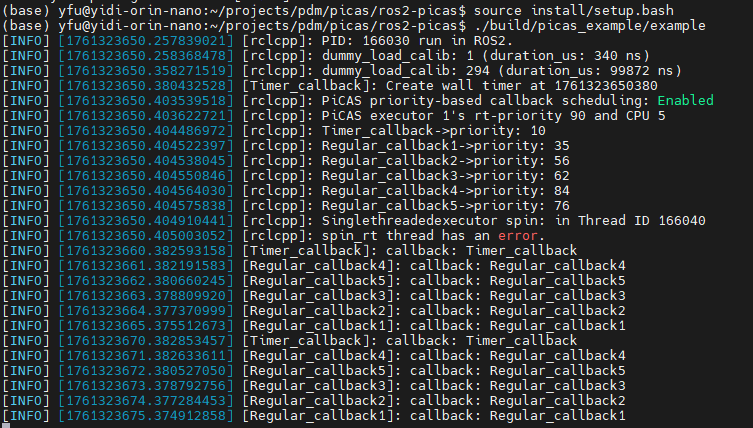 (base) yfu@yidi-orin-nano:~/projects/pdm/picas/ros2-picas$ source install/setup.bash
(base) yfu@yidi-orin-nano:~/projects/pdm/picas/ros2-picas$ ./build/picas_example/example
[INFO] [1761323650.257839021] [rclcpp]: PID: 166030 run in ROS2.
[INFO] [1761323650.258368478] [rclcpp]: dummy_load_calib: 1 (duration_us: 340 ns)
[INFO] [1761323650.358271519] [rclcpp]: dummy_load_calib: 294 (duration_us: 99872 ns)
[INFO] [1761323650.380432528] [Timer_callback]: Create wall timer at 1761323650380
[INFO] [1761323650.403539518] [rclcpp]: PiCAS priority-based callback scheduling: Enabled
[INFO] [1761323650.403622721] [rclcpp]: PiCAS executor 1's rt-priority 90 and CPU 5
[INFO] [1761323650.404486972] [rclcpp]: Timer_callback->priority: 10
[INFO] [1761323650.404522397] [rclcpp]: Regular_callback1->priority: 35
[INFO] [1761323650.404538045] [rclcpp]: Regular_callback2->priority: 56
[INFO] [1761323650.404550846] [rclcpp]: Regular_callback3->priority: 62
[INFO] [1761323650.404564030] [rclcpp]: Regular_callback4->priority: 84
[INFO] [1761323650.404575838] [rclcpp]: Regular_callback5->priority: 76
[INFO] [1761323650.404910441] [rclcpp]: Singlethreadedexecutor spin: in Thread ID 166040
[INFO] [1761323650.405003052] [rclcpp]: spin_rt thread has an error.
[INFO] [1761323660.382593158] [Timer_callback]: callback: Timer_callback
[INFO] [1761323661.382191583] [Regular_callback4]: callback: Regular_callback4
[INFO] [1761323662.380660245] [Regular_callback5]: callback: Regular_callback5
[INFO] [1761323663.378809920] [Regular_callback3]: callback: Regular_callback3
[INFO] [1761323664.377370999] [Regular_callback2]: callback: Regular_callback2
[INFO] [1761323665.375512673] [Regular_callback1]: callback: Regular_callback1
[INFO] [1761323670.382853457] [Timer_callback]: callback: Timer_callback
[INFO] [1761323671.382633611] [Regular_callback4]: callback: Regular_callback4
[INFO] [1761323672.380527050] [Regular_callback5]: callback: Regular_callback5
[INFO] [1761323673.378792756] [Regular_callback3]: callback: Regular_callback3
[INFO] [1761323674.377284453] [Regular_callback2]: callback: Regular_callback2
[INFO] [1761323675.374912858] [Regular_callback1]: callback: Regular_callback1